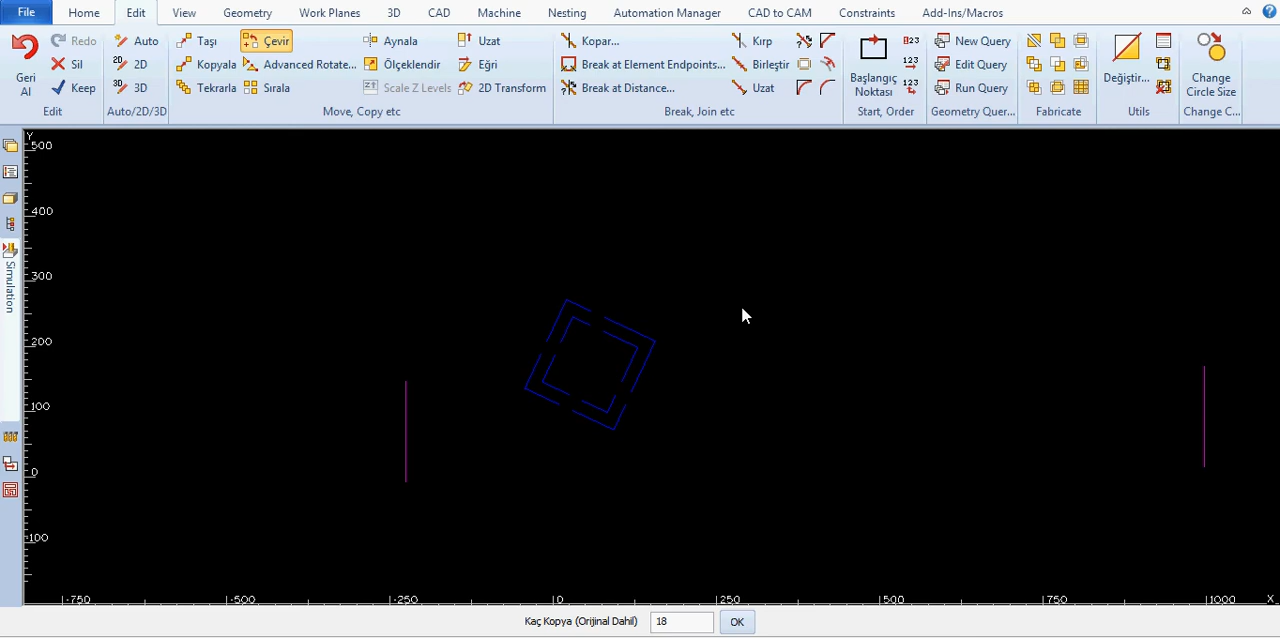 File Home Edit View Geometry Work Planes 3D CAD Machine Nesting Automation Manager CAD to CAM Constraints Add-Ins/Macros
Geri Al
Redo
Sil
Keep
Edit
Auto
2D 2D
3D 3D
Auto/2D/3D
Taşı Çevir Aynala Uzat
Kopyala Advanced Rotate... Ölçeklendir Eğri
Tekrarla Sırala Scale Z Levels 2D Transform
Move, Copy etc
Kopar... Kırp
Break at Element Endpoints... Birleştir
Break at Distance... Uzat
Break, Join etc
Başlangıç Noktası
123
123
123
Start, Order
New Query
Edit Query
Run Query
Geometry Quer...
Fabricate
Değiştir...
Utils
Change Circle Size
Change C...
Simulation
Y
500
400
300
200
100
0
-100
-750 -500 -250 0 250 500 750 1000 X
Kaç Kopya (Orijinal Dahil) 18 OK